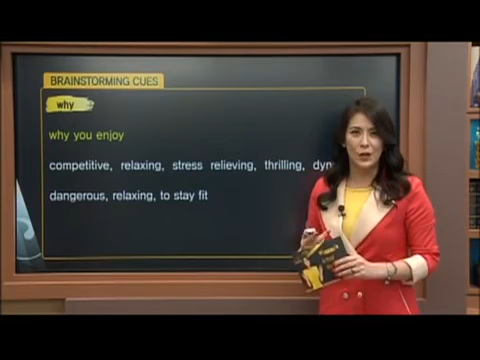 BRAINSTORMING CUES
why
why you enjoy
competitive, relaxing, stress relieving, thrilling,
dangerous, relaxing, to stay fit